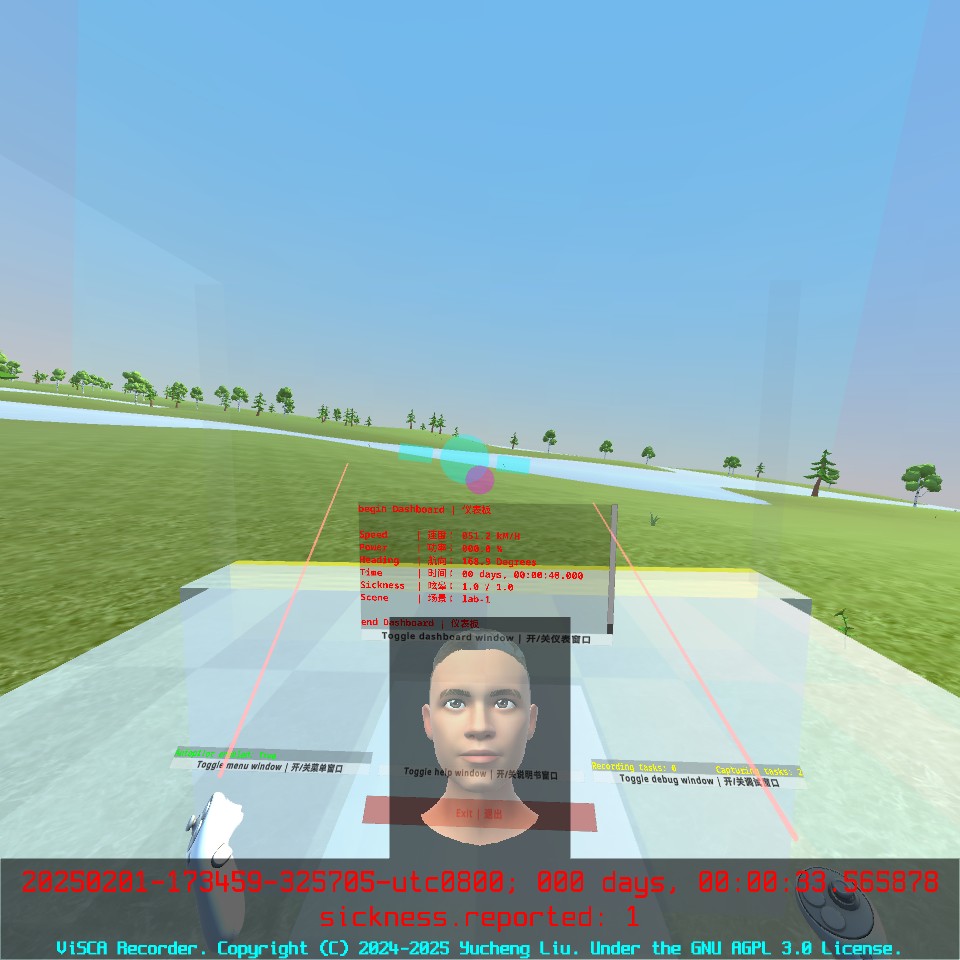 begin Dashboard | 仪表板
Speed | 速度: 051.2 kM/H
Power | 功率: 000.0 %
Heading | 航向: 165.9 Degrees
Time | 时间: 00 days, 00:00:40.000
Sickness | 眩晕: 1.0 / 1.0
Scene | 场景: lab-1
end Dashboard | 仪表板
Toggle dashboard window | 开/关仪表窗口
Toggle menu window | 开/关菜单窗口
Toggle help window | 开/关说明书窗口
Recording tasks: 0 Capturing tasks: 2
Toggle debug window | 开/关调试窗口
Exit | 退出
20250201-173459-325705-utc0800; 000 days, 00:00:33.565878
sickness.reported: 1
ViSCA Recorder. Copyright (C) 2024-2025 Yucheng Liu. Under the GNU AGPL 3.0 License.